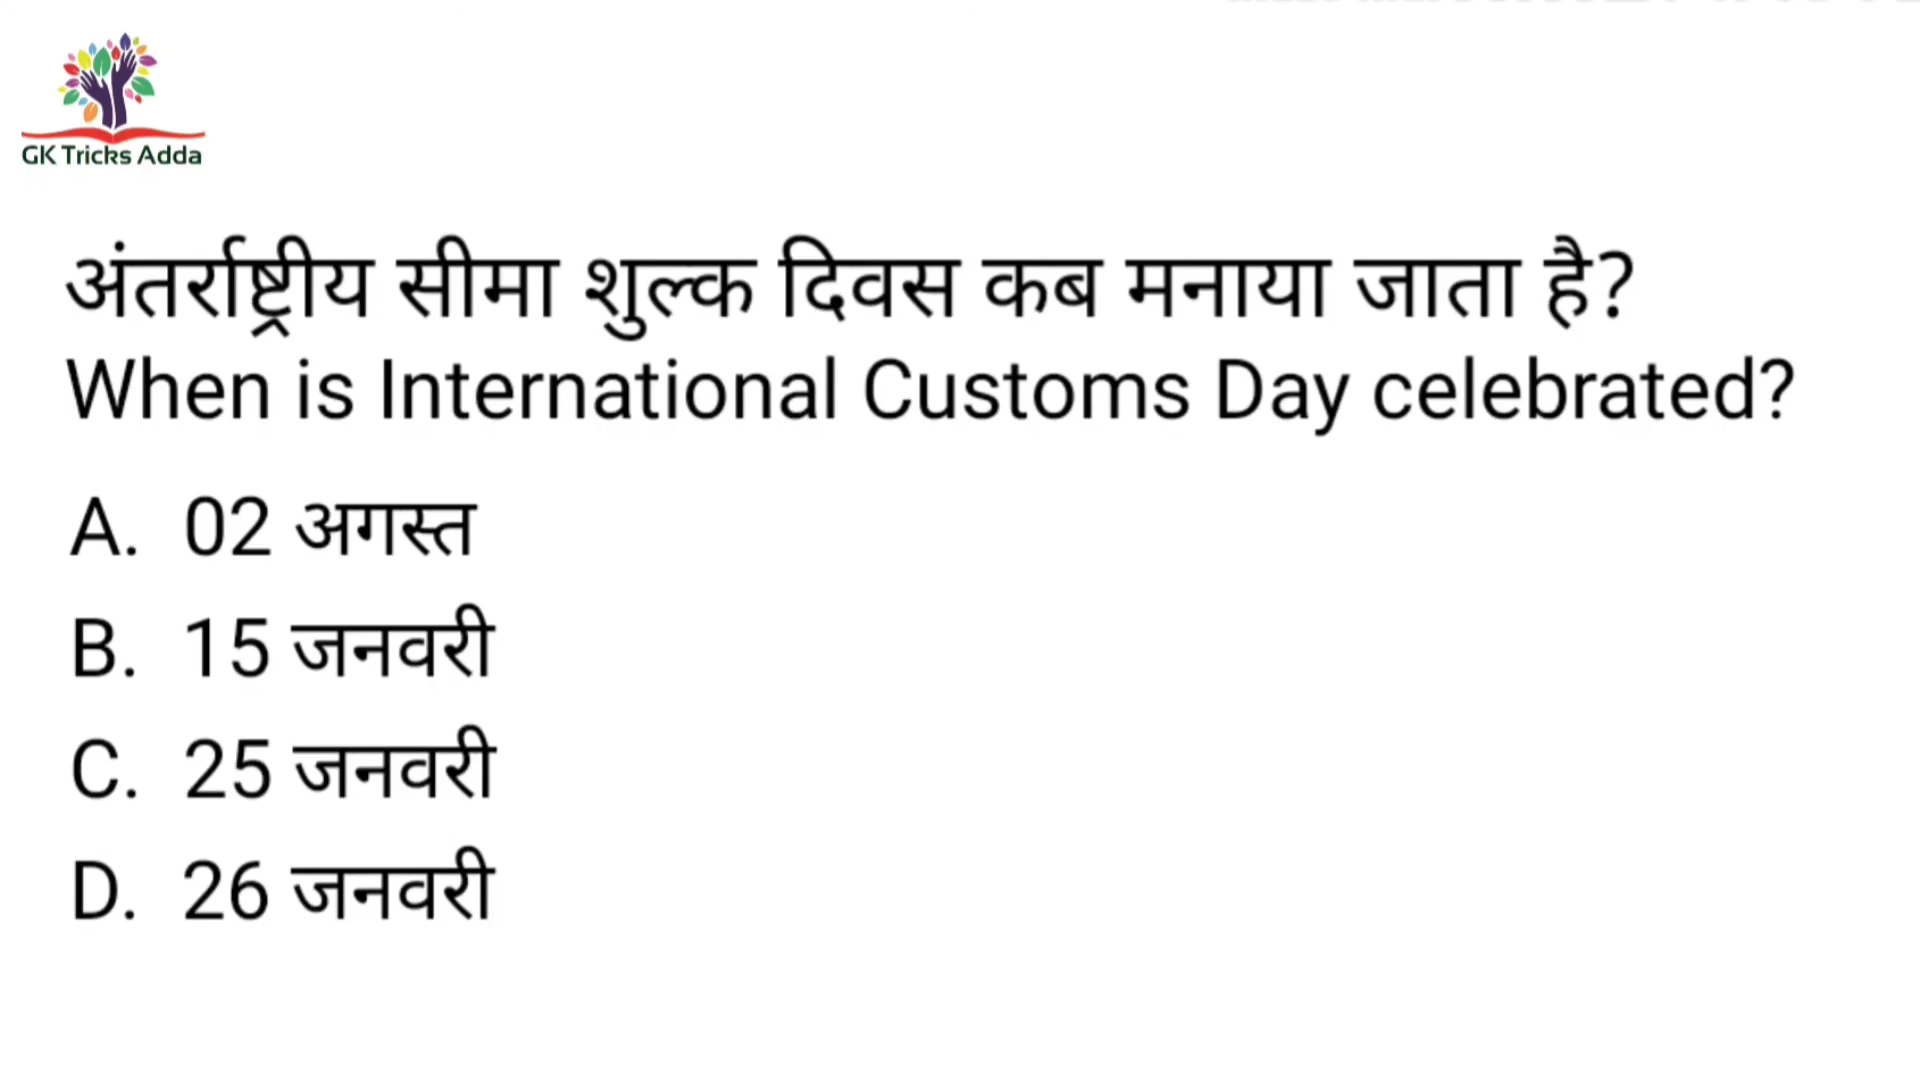 GK Tricks Adda
अंतर्राष्ट्रीय सीमा शुल्क दिवस कब मनाया जाता है?
When is International Customs Day celebrated?
A. 02 अगस्त
B. 15 जनवरी
C. 25 जनवरी
D. 26 जनवरी